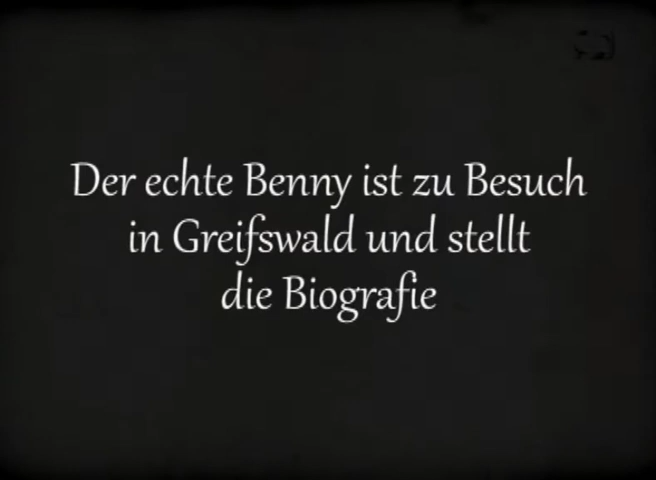 Der echte Benny ist zu Besuch
in Greifswald und stellt
die Biografie